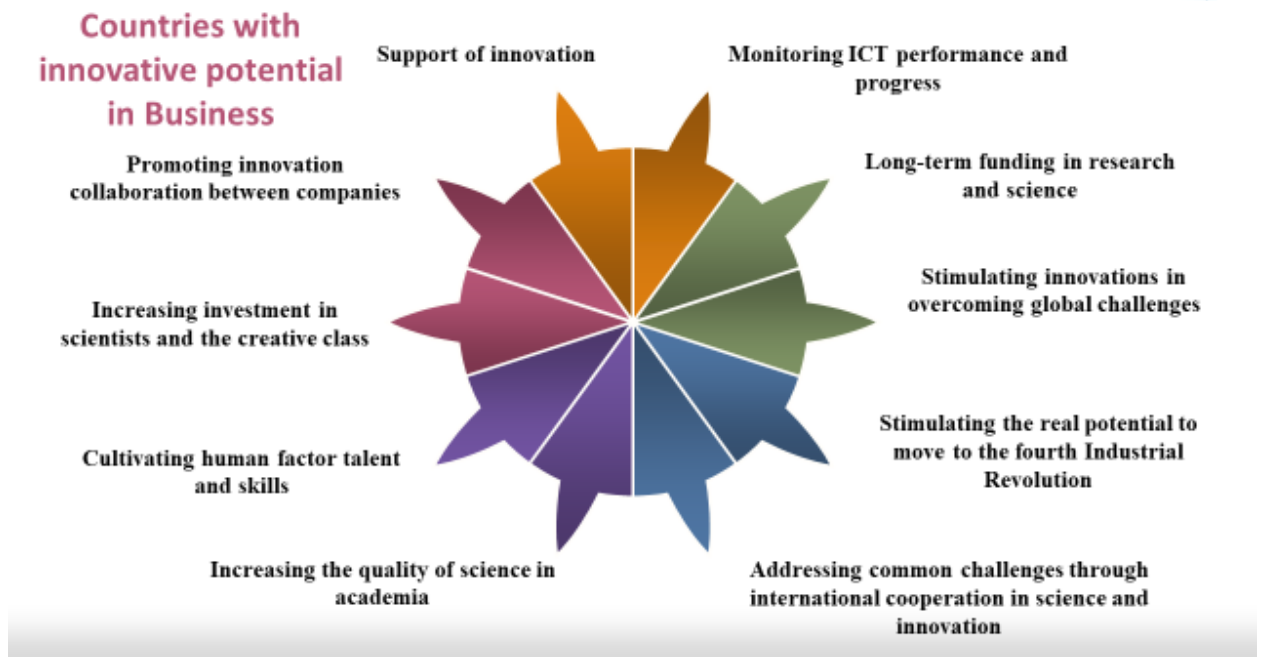 Countries with
innovative potential
in Business
Support of innovation
Monitoring ICT performance and
progress
Long-term funding in research
and science
Stimulating innovations in
overcoming global challenges
Stimulating the real potential to
move to the fourth Industrial
Revolution
Addressing common challenges through
international cooperation in science and
innovation
Increasing the quality of science in
academia
Cultivating human factor talent
and skills
Increasing investment in
scientists and the creative class
Promoting innovation
collaboration between companies